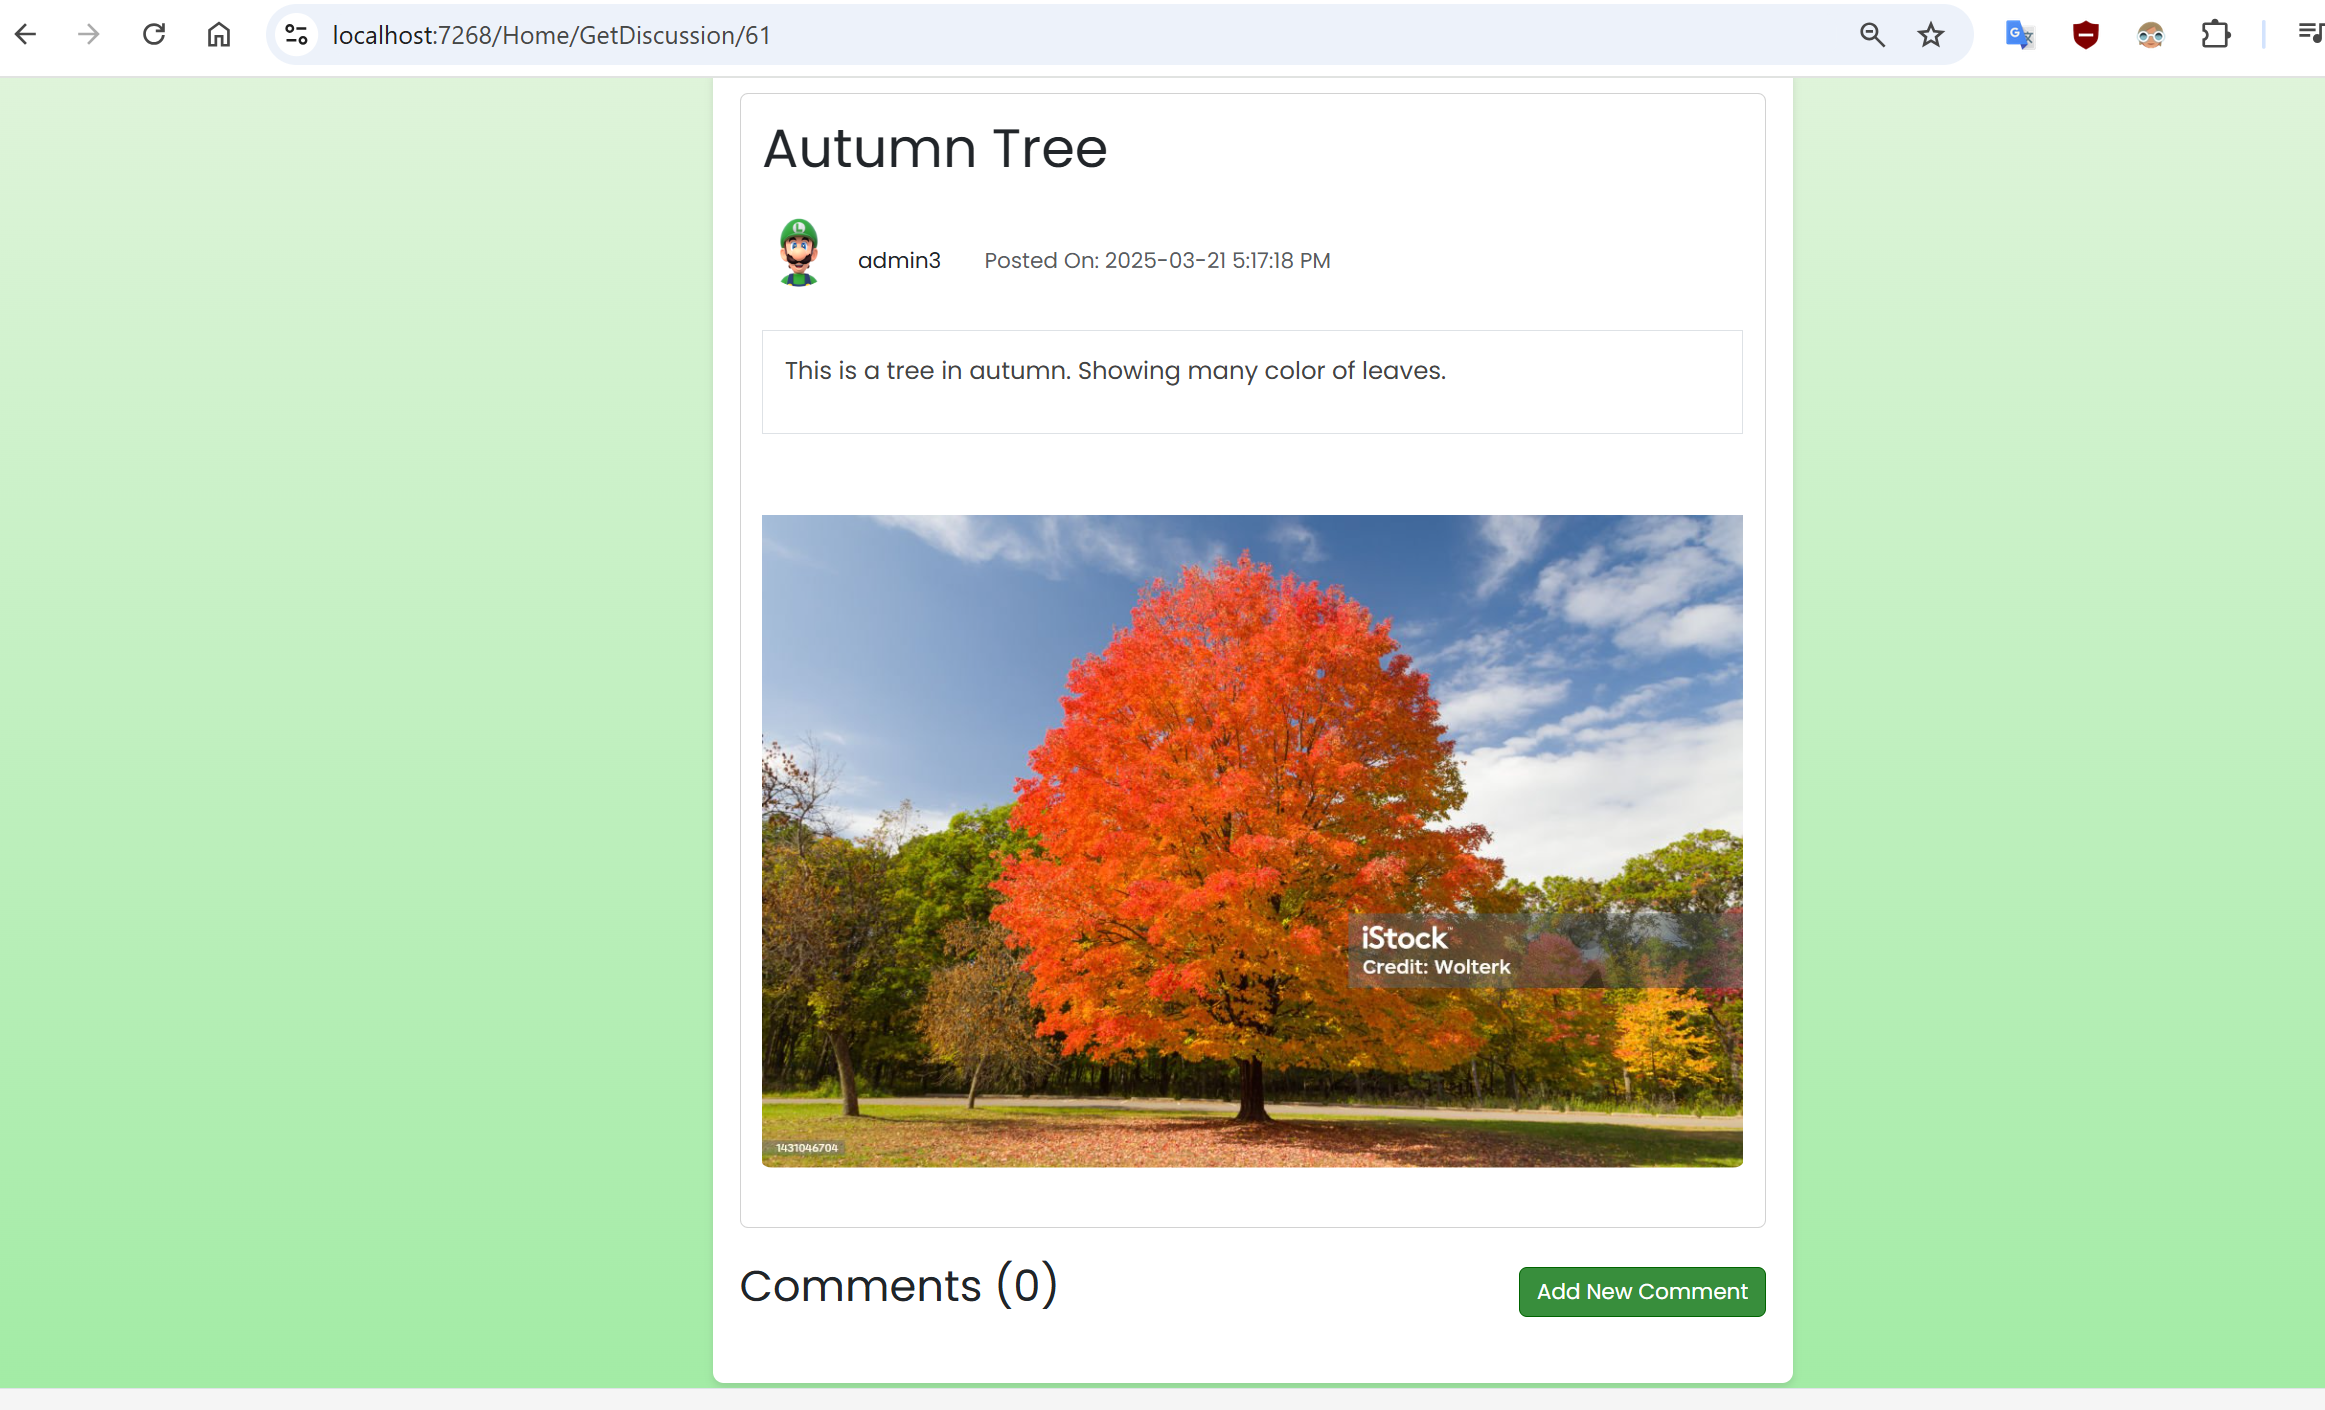 localhost:7268/Home/GetDiscussion/61
Autumn Tree
admin3
Posted On: 2025-03-21 5:17:18 PM
This is a tree in autumn. Showing many color of leaves.
iStock™
Credit: Wolterk
1431046704
Comments (0)
Add New Comment